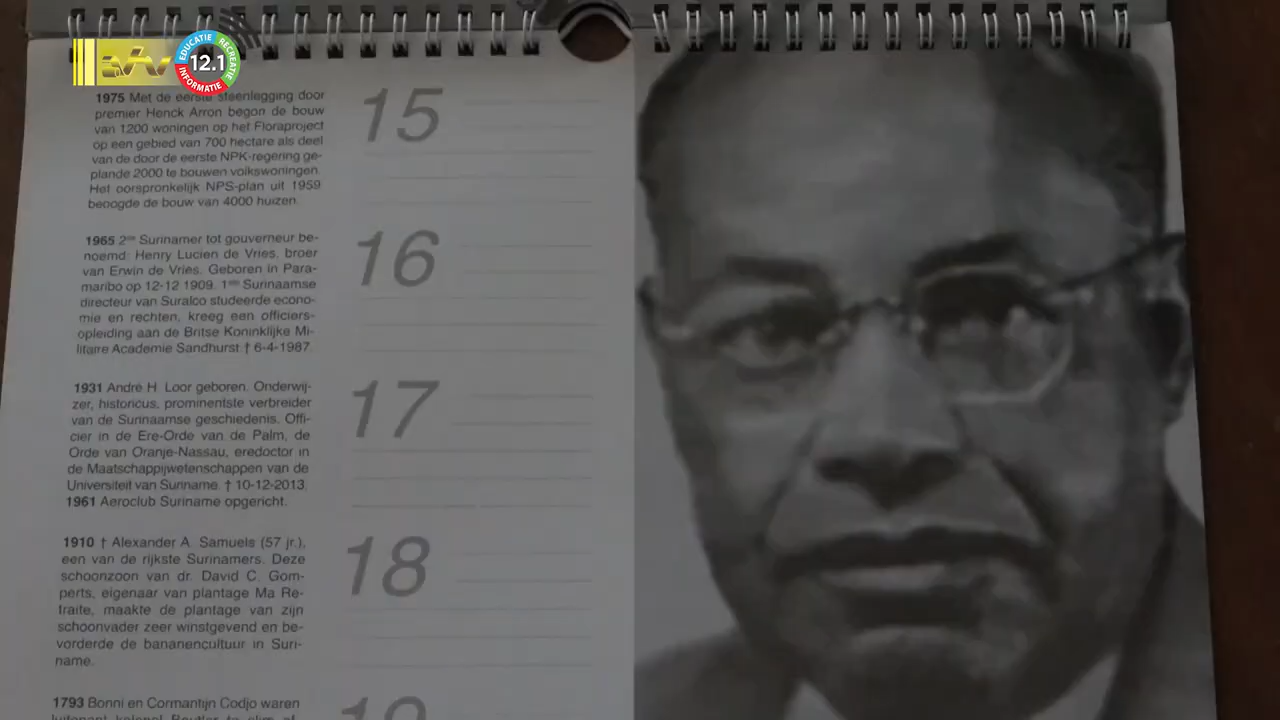 EDUCATIE
RECREATIE
INFORMATIE
12.1
1975 Met de eerste steenlegging door
premier Henck Arron begon de bouw
van 1200 woningen op het Floraproject
op een gebied van 700 hectare als deel
van de door de eerste NPK-regering ge-
plande 2000 te bouwen volkswoningen.
Het oorspronkelijk NPS-plan uit 1959
beoogde de bouw van 4000 huizen.
15
1965 2de Surinamer tot gouverneur be-
noemd: Henry Lucien de Vries, broer
van Erwin de Vries. Geboren in Para-
maribo op 12-12 1909. 1ste Surinaamse
directeur van Suralco studeerde econo-
mie en rechten, kreeg een officiers-
opleiding aan de Britse Koninklijke Mi-
litaire Academie Sandhurst † 6-4-1987.
16
1931 André H. Loor geboren. Onderwij-
zer, historicus, prominentste verbreider
van de Surinaamse geschiedenis. Offi-
cier in de Ere-Orde van de Palm, de
Orde van Oranje-Nassau, eredoctor in
de Maatschappijwetenschappen van de
Universiteit van Suriname. † 10-12-2013.
1961 Aeroclub Suriname opgericht.
17
1910 † Alexander A. Samuels (57 jr.),
een van de rijkste Surinamers. Deze
schoonzoon van dr. David C. Gom-
perts, eigenaar van plantage Ma Re-
traite, maakte de plantage van zijn
schoonvader zeer winstgevend en be-
vorderde de bananencultuur in Suri-
name.
18
1793 Bonni en Cormantijn Codjo waren
19